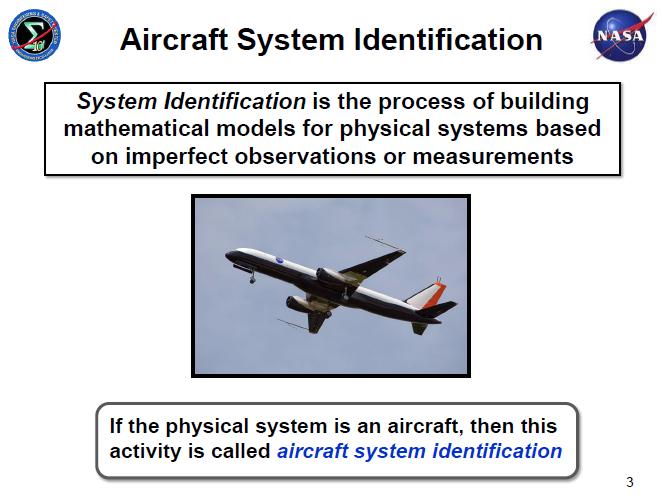 Aircraft System Identification
NASA
System Identification is the process of building
mathematical models for physical systems based
on imperfect observations or measurements
If the physical system is an aircraft, then this
activity is called aircraft system identification
3